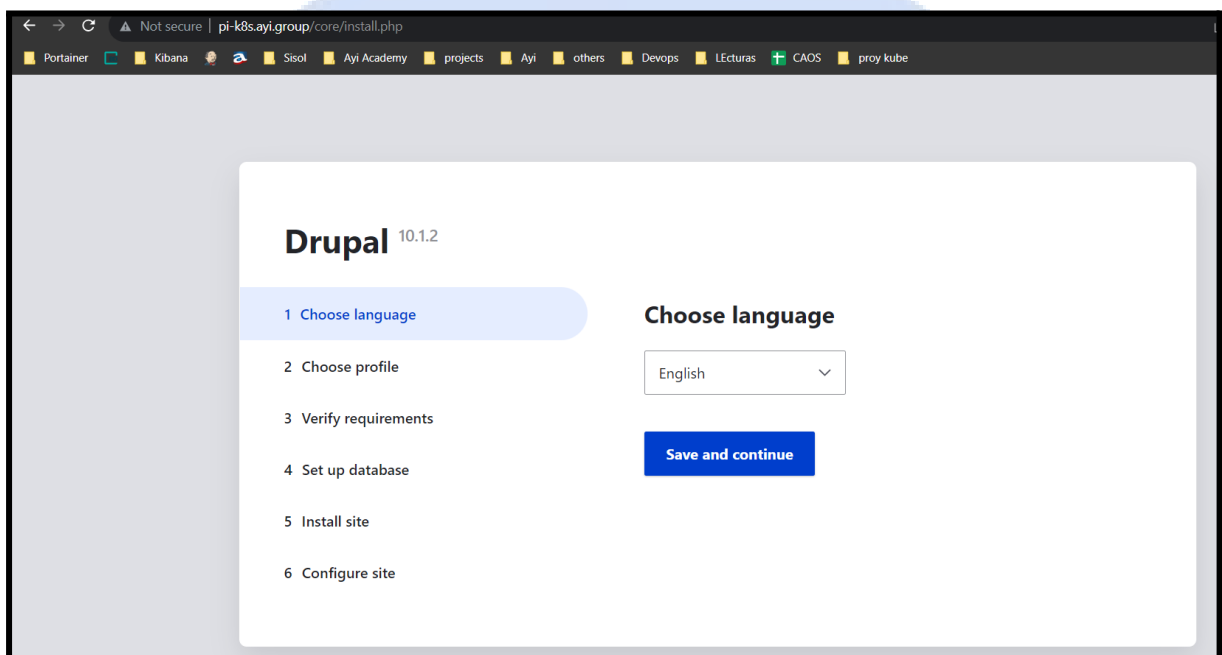 Not secure | pi-k8s.ayi.group/core/install.php
Portainer Kibana Sisol Ayi Academy projects Ayi others Devops LEcturas CAOS proy kube
Drupal 10.1.2
1 Choose language
2 Choose profile
3 Verify requirements
4 Set up database
5 Install site
6 Configure site
Choose language
English
Save and continue